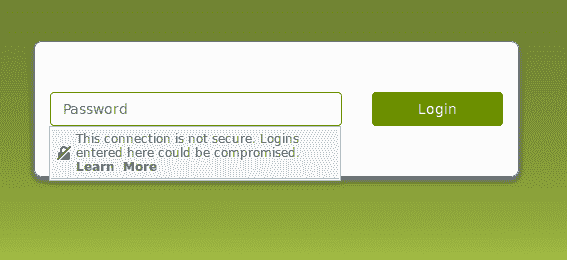 Password
Login
This connection is not secure. Logins
entered here could be compromised.
Learn More